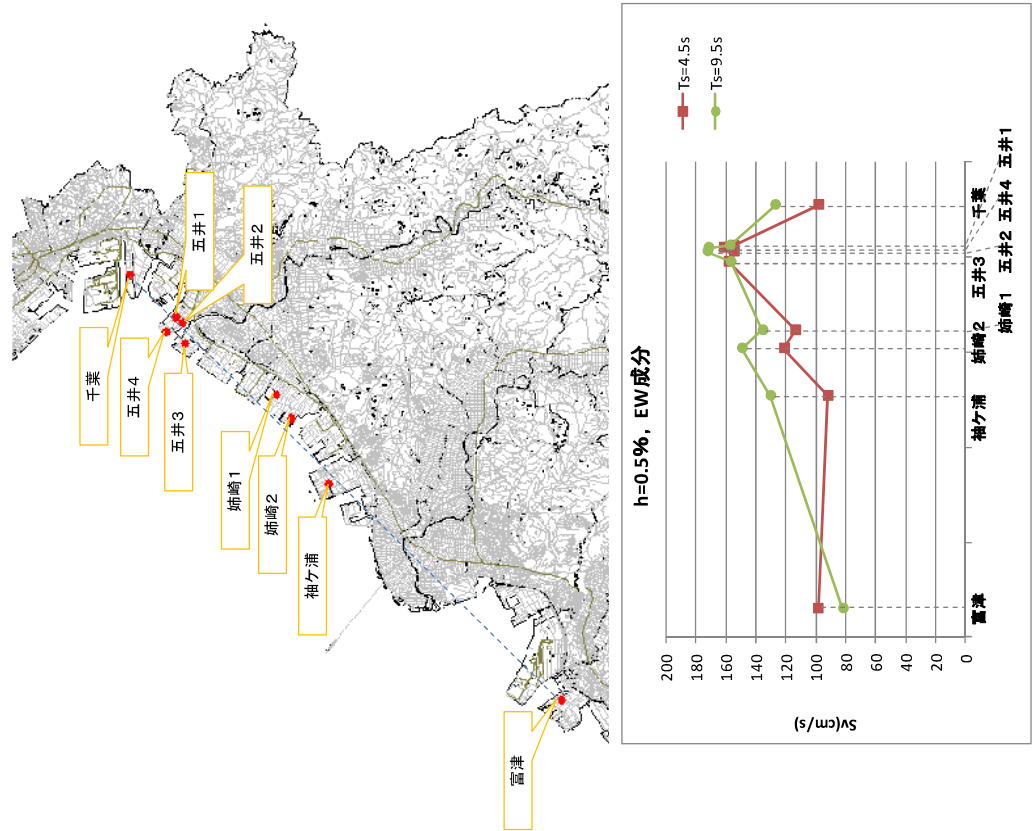 千葉
五井4
五井3
五井1
五井2
姉崎1
姉崎2
袖ケ浦
富津
h=0.5%, EW成分
Ts=4.5s
Ts=9.5s
Sv(cm/s)
200
180
160
140
120
100
80
60
40
20
0
富津
袖ケ浦
姉崎2
姉崎1
五井3
五井2
千葉
五井4
五井1